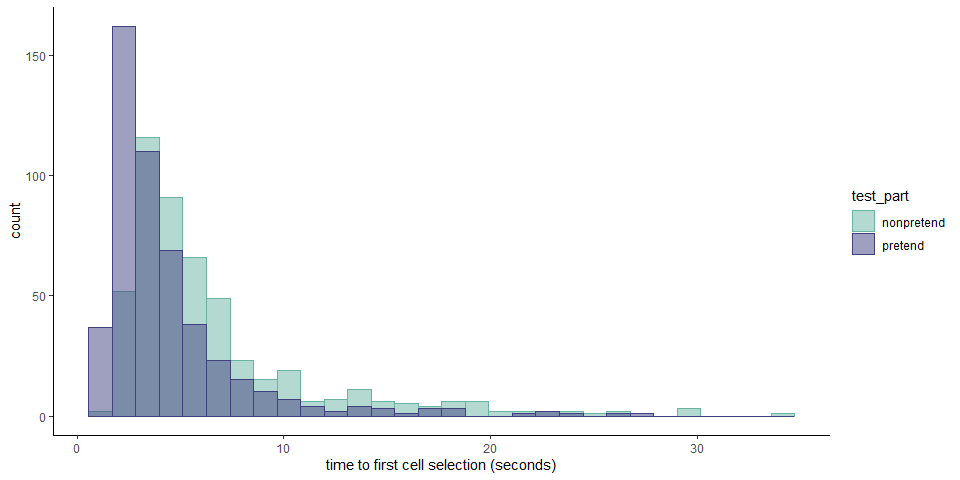 150
100
50
0
count
0
10
20
30
time to first cell selection (seconds)
test_part
nonpretend
pretend